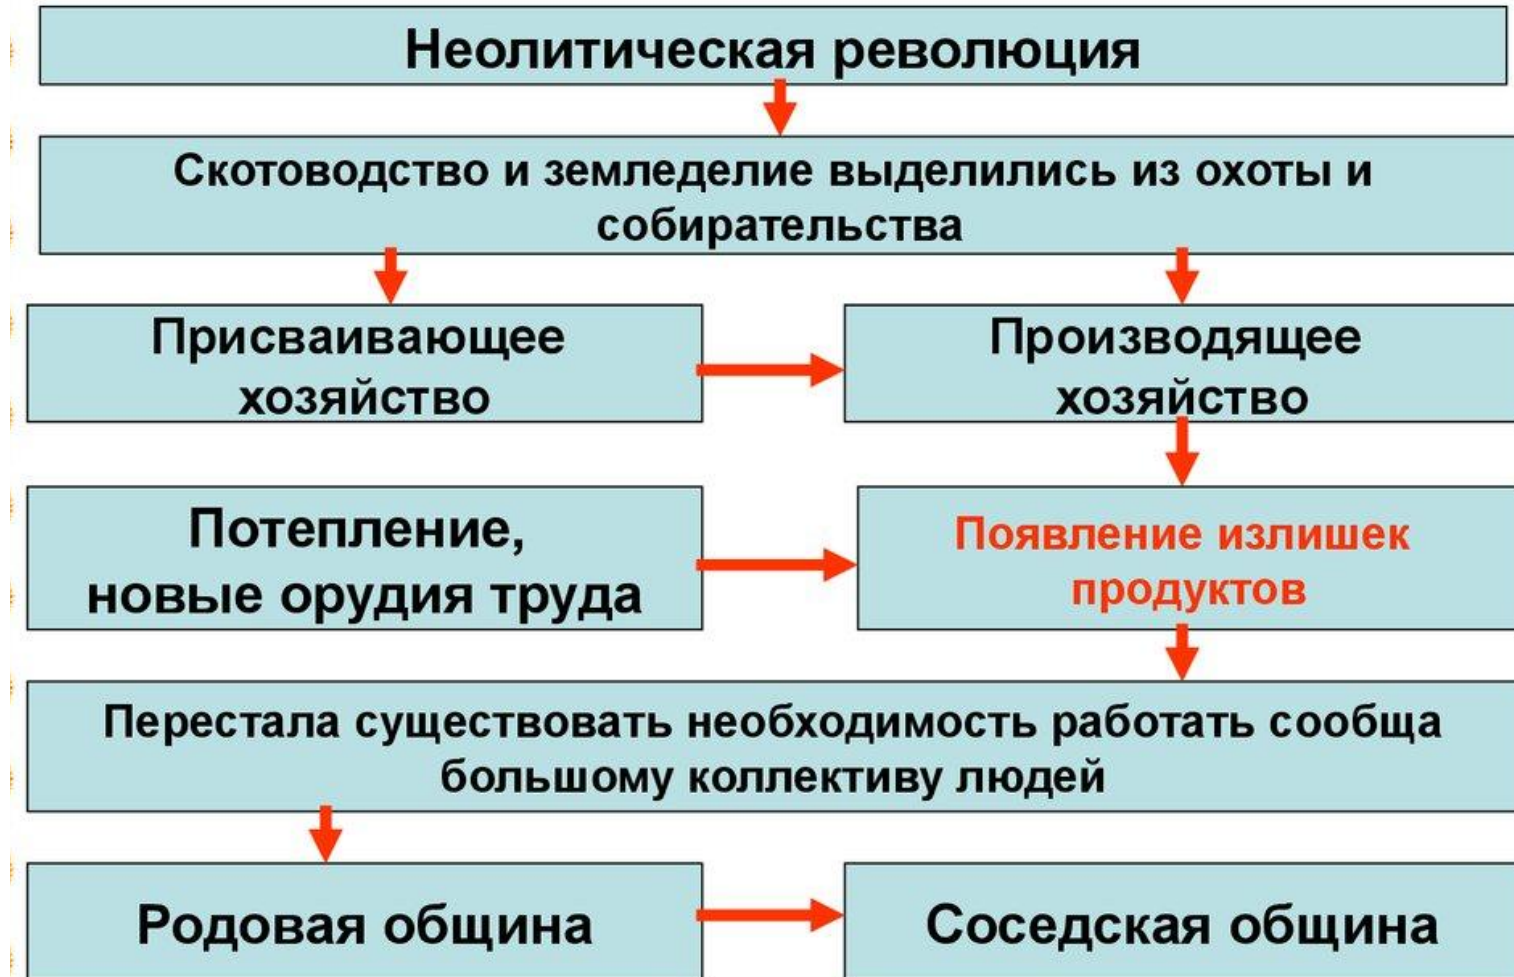 Неолитическая революция
Скотоводство и земледелие выделились из охоты и
собирательства
Присваивающее
хозяйство
Производящее
хозяйство
Потепление,
новые орудия труда
Появление излишек
продуктов
Перестала существовать необходимость работать сообща
большому коллективу людей
Родовая община
Соседская община